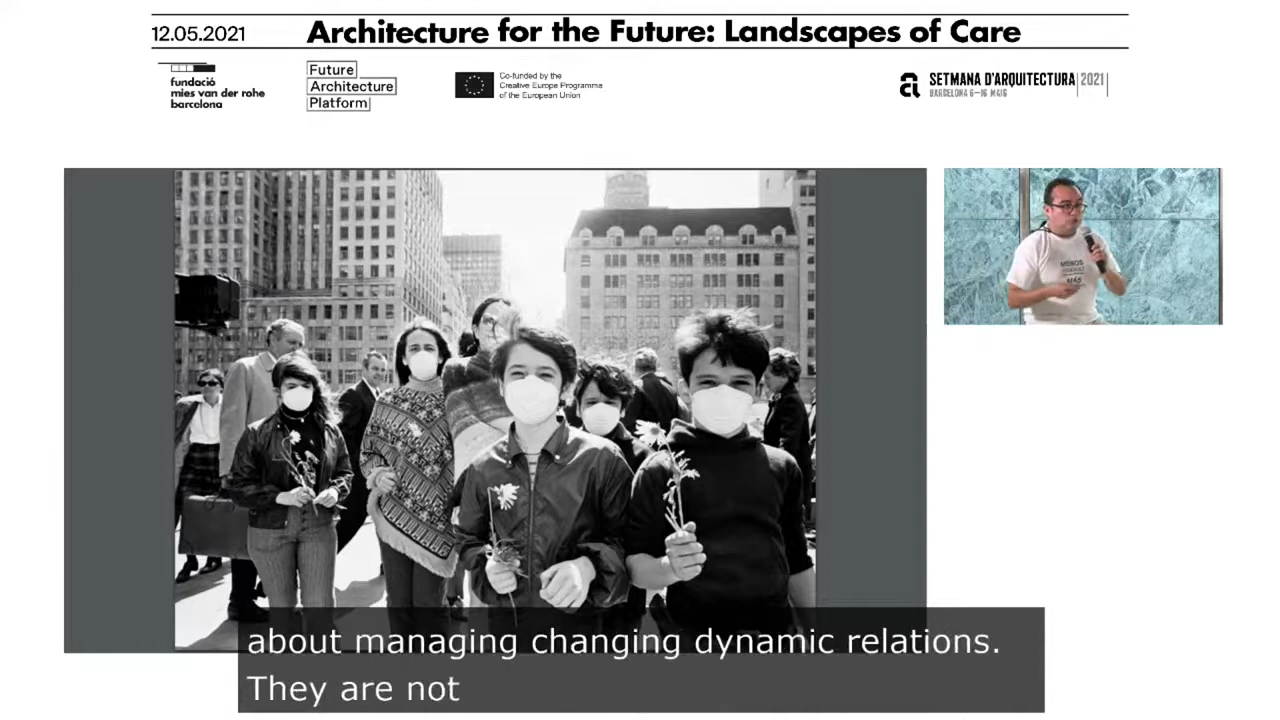 12.05.2021
Architecture for the Future: Landscapes of Care
fundació
mies van der rohe
barcelona
Future
Architecture
Platform
Co-funded by the
Creative Europe Programme
of the European Union
a
SETMANA D'ARQUITECTURA 2021
BARCELONA 6—16 MAIG
MENOS
MÁS
about managing changing dynamic relations.
They are not